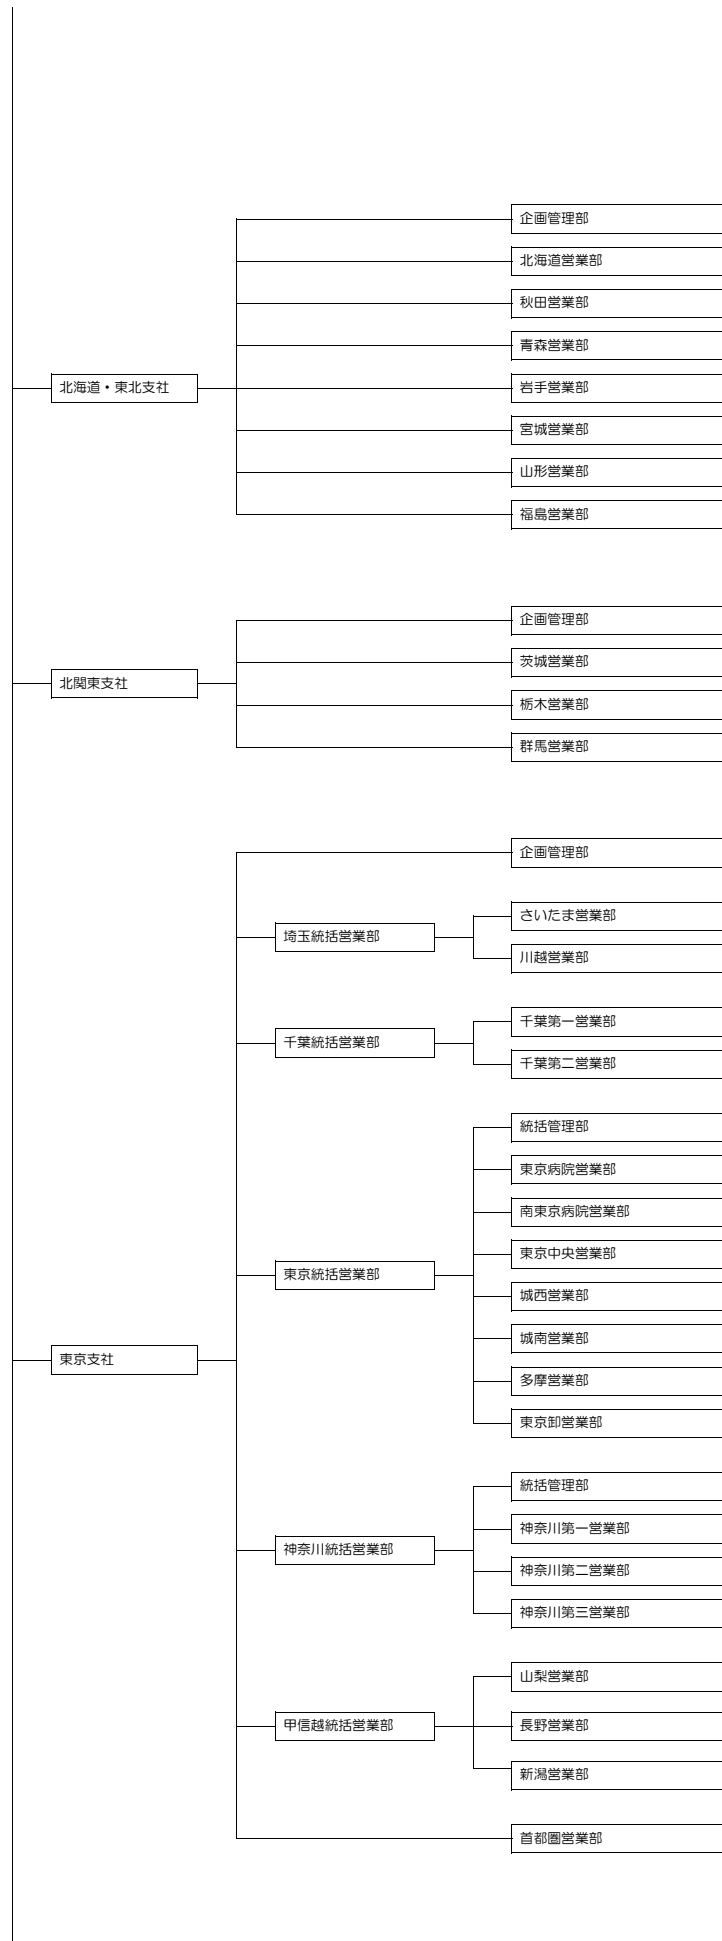 北海道・東北支社
企画管理部
北海道営業部
秋田営業部
青森営業部
岩手営業部
宮城営業部
山形営業部
福島営業部
北関東支社
企画管理部
茨城営業部
栃木営業部
群馬営業部
東京支社
企画管理部
埼玉統括営業部
さいたま営業部
川越営業部
千葉統括営業部
千葉第一営業部
千葉第二営業部
東京統括営業部
統括管理部
東京病院営業部
南東京病院営業部
東京中央営業部
城西営業部
城南営業部
多摩営業部
東京卸営業部
神奈川統括営業部
統括管理部
神奈川第一営業部
神奈川第二営業部
神奈川第三営業部
甲信越統括営業部
山梨営業部
長野営業部
新潟営業部
首都圏営業部